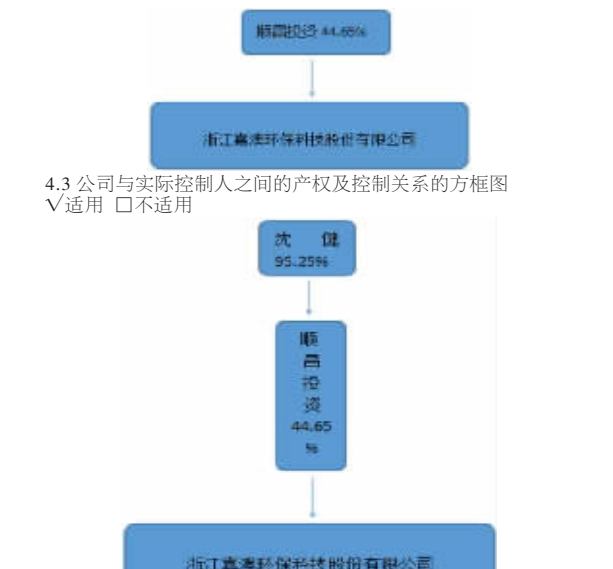 顺昌投资 44.65%
浙江嘉澳环保科技股份有限公司
4.3 公司与实际控制人之间的产权及控制关系的方框图
√适用 □不适用
沈 健
95.25%
顺
昌
投
资
44.65
%
浙江嘉澳环保科技股份有限公司